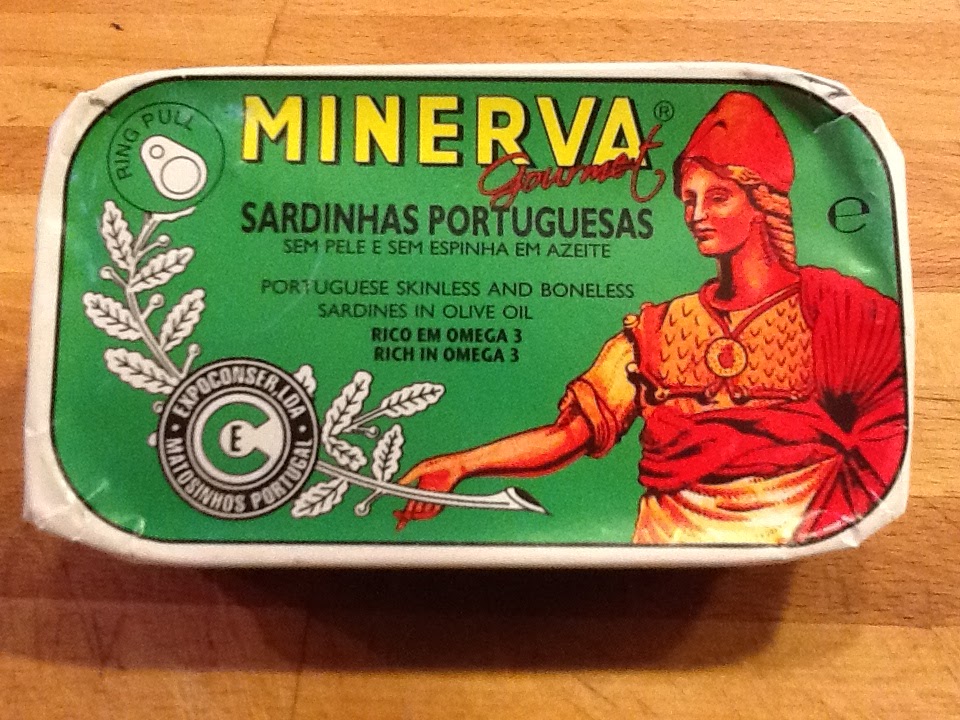 RING PULL
MINERVA®
Gourmet
SARDINHAS PORTUGUESAS
SEM PELE E SEM ESPINHA EM AZEITE
PORTUGUESE SKINLESS AND BONELESS
SARDINES IN OLIVE OIL
RICO EM OMEGA 3
RICH IN OMEGA 3
℮
EXPOCONSER, LDA
C E
MATOSINHOS PORTUGAL